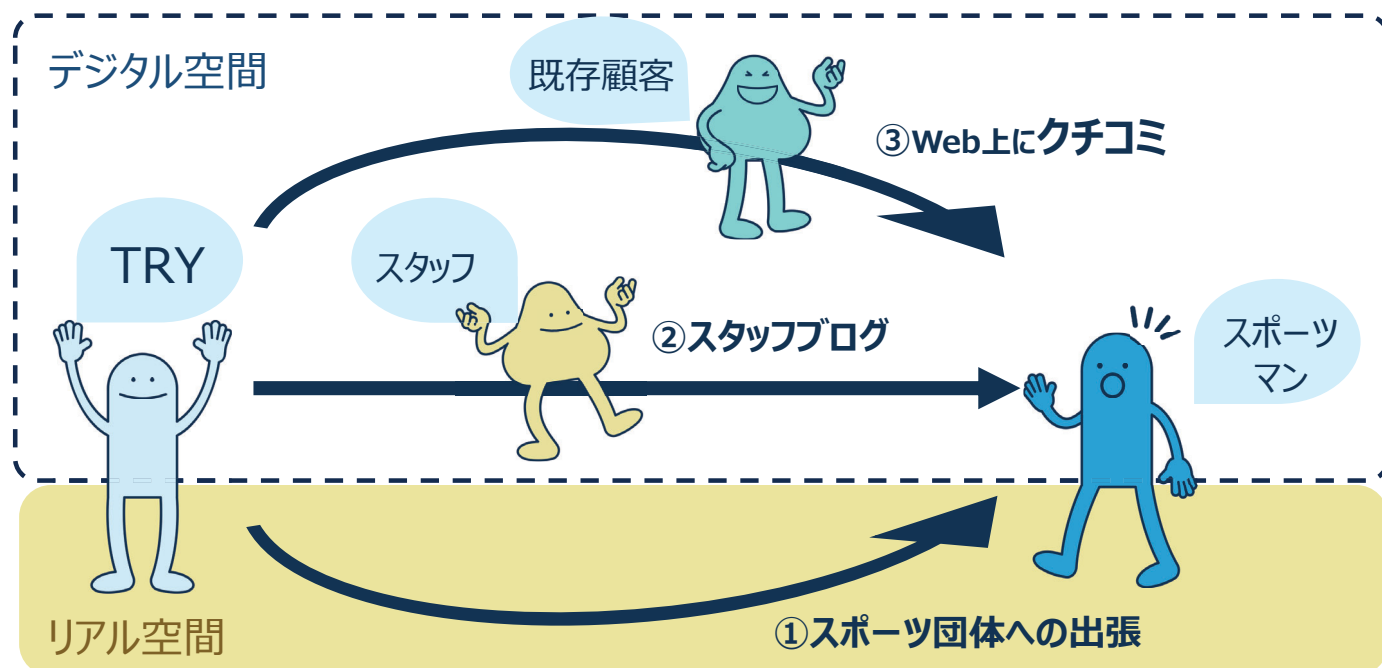 デジタル空間
既存顧客
③Web上にクチコミ
TRY
スタッフ
②スタッフブログ
スポーツ
マン
リアル空間
①スポーツ団体への出張